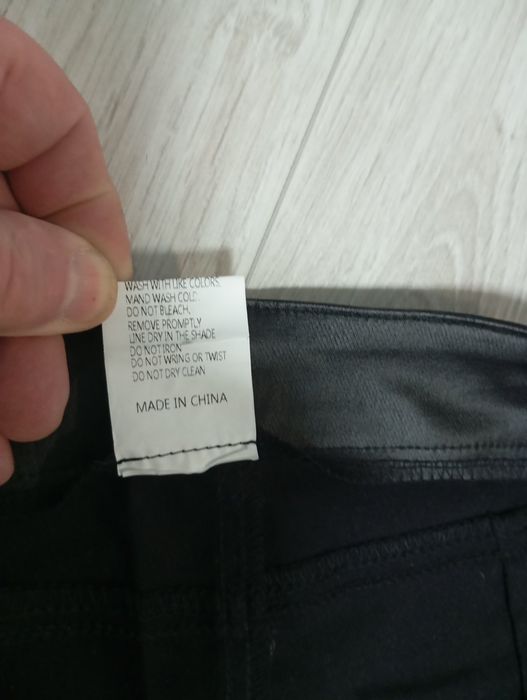 WASH WITH LIKE COLORS.
MAND WASH COLD.
DO NOT BLEACH.
REMOVE PROMPTLY
LINE DRY IN THE SHADE
DO NOT IRON
DO NOT WRING OR TWIST
DO NOT DRY CLEAN
MADE IN CHINA